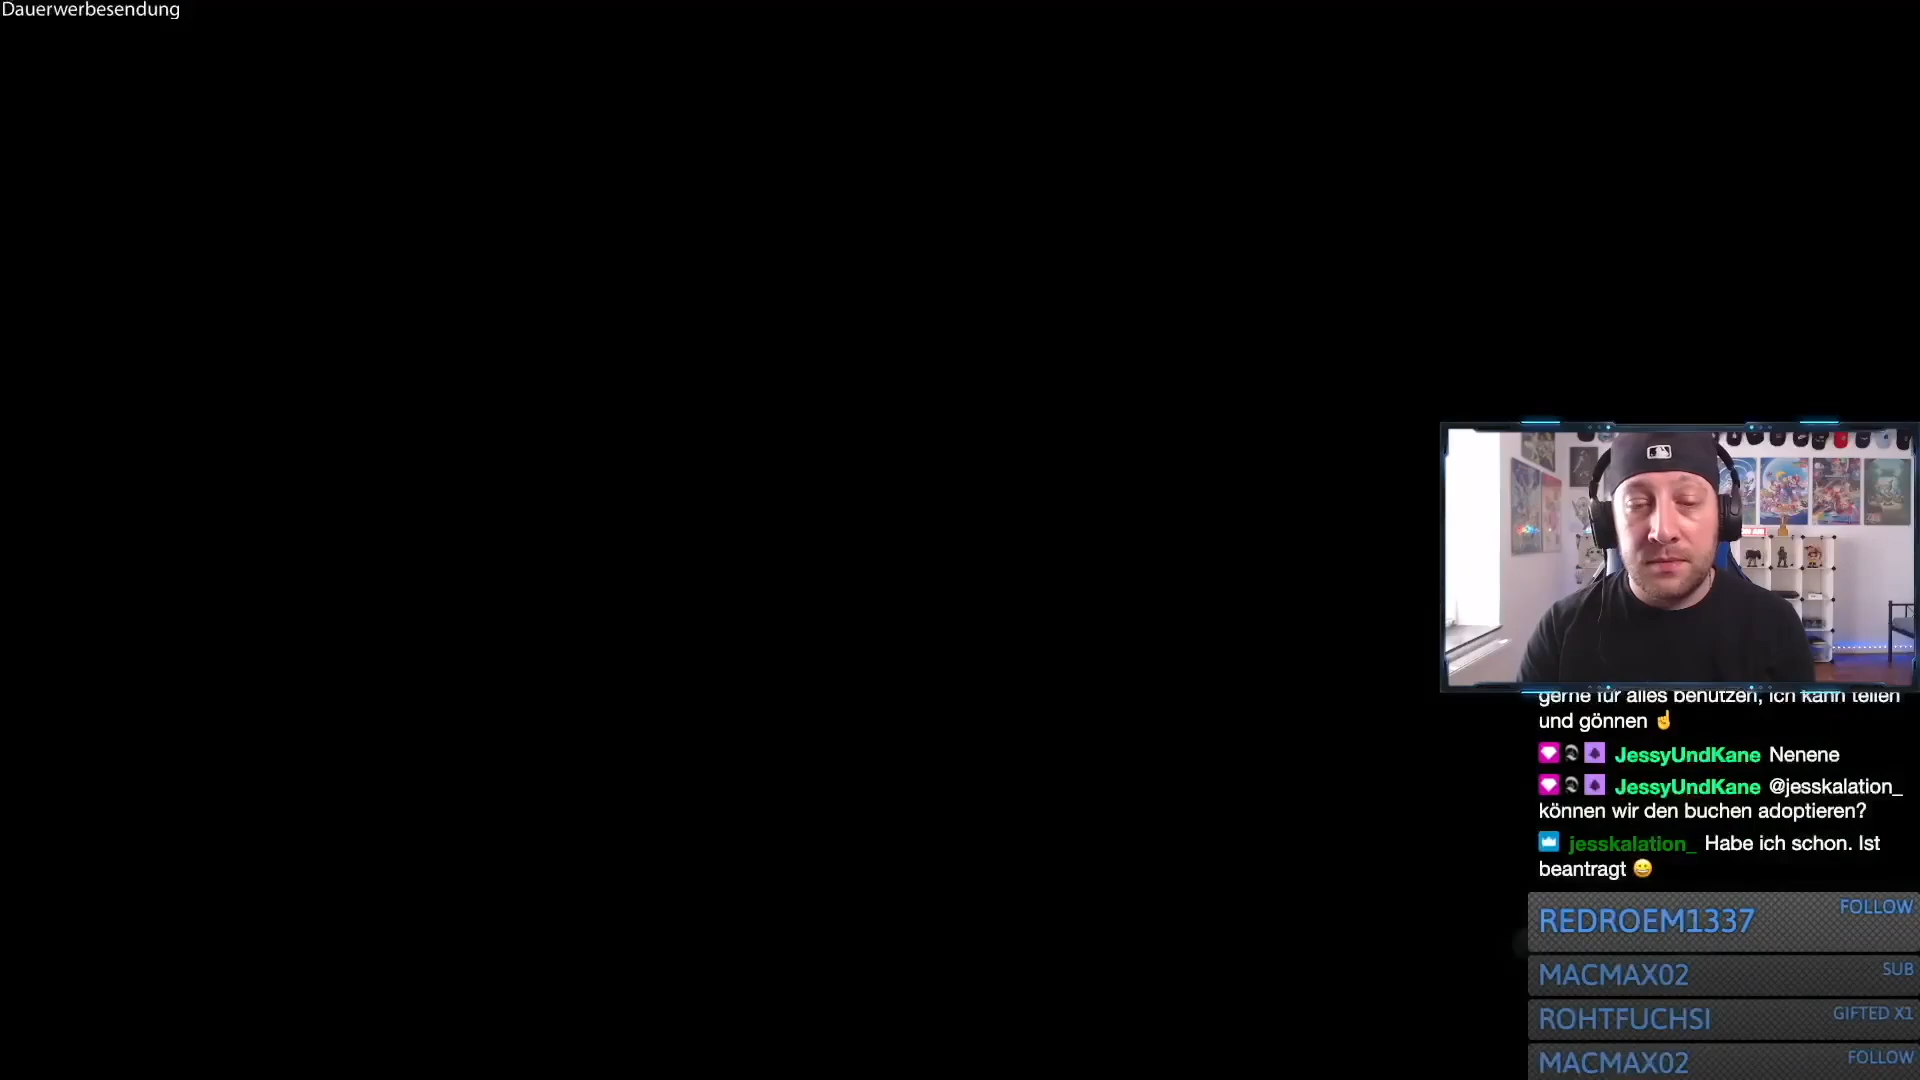 Dauerwerbesendung
gerne für alles benutzen, ich kann teilen
und gönnen ☝
JessyUndKane Nenene
JessyUndKane @jesskalation_
können wir den buchen adoptieren?
jesskalation_ Habe ich schon. Ist
beantragt 😀
REDROEM1337 FOLLOW
MACMAX02 SUB
ROHTFUCHSI GIFTED X1
MACMAX02 FOLLOW